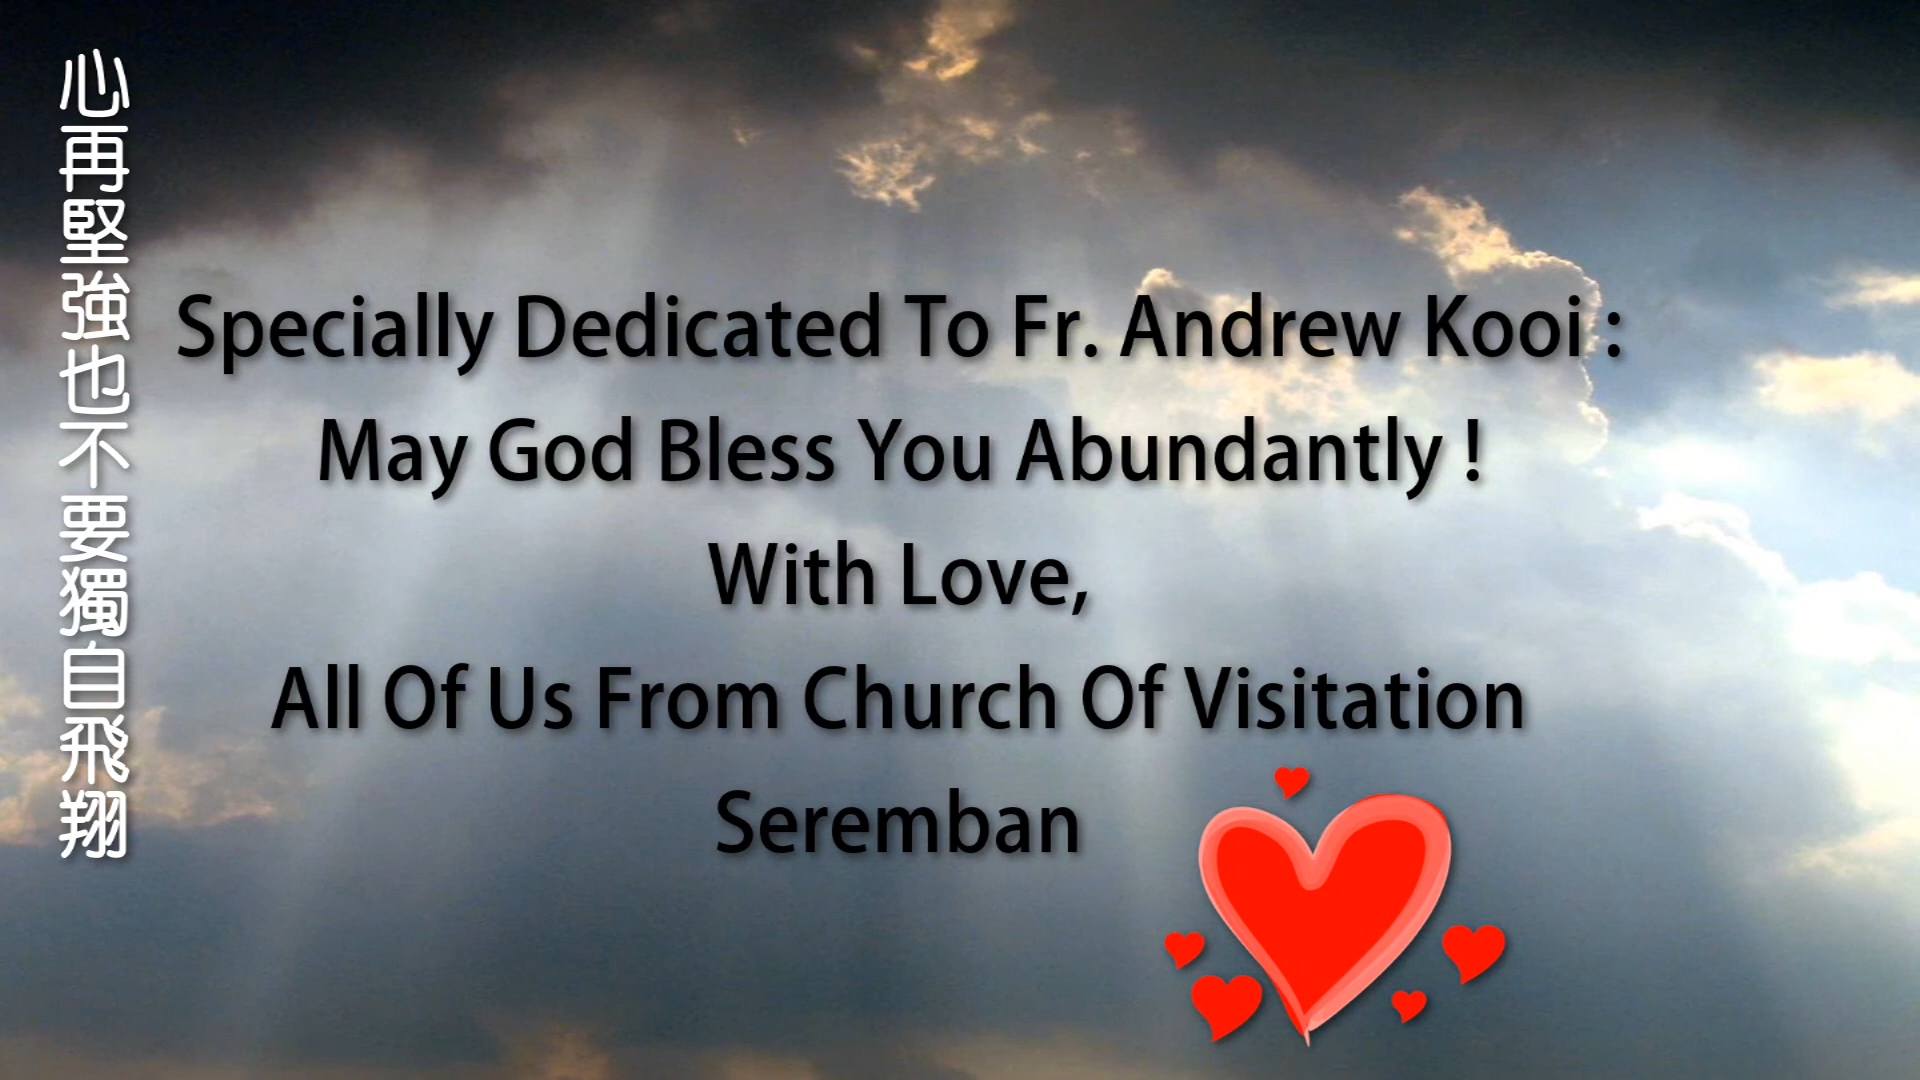 心再堅強也不要獨自飛翔
Specially Dedicated To Fr. Andrew Kooi :
May God Bless You Abundantly !
With Love,
All Of Us From Church Of Visitation
Seremban